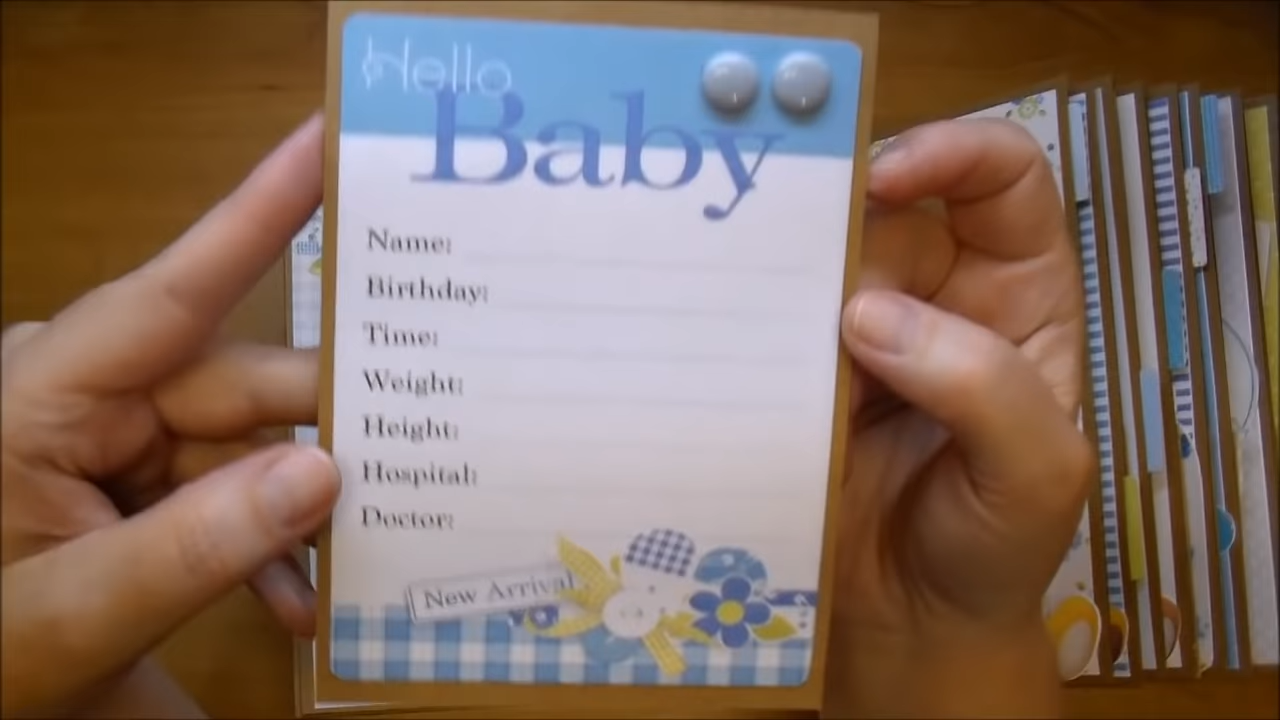 Hello
Baby
Name:
Birthday:
Time:
Weight:
Height:
Hospital:
Doctor:
New Arrival